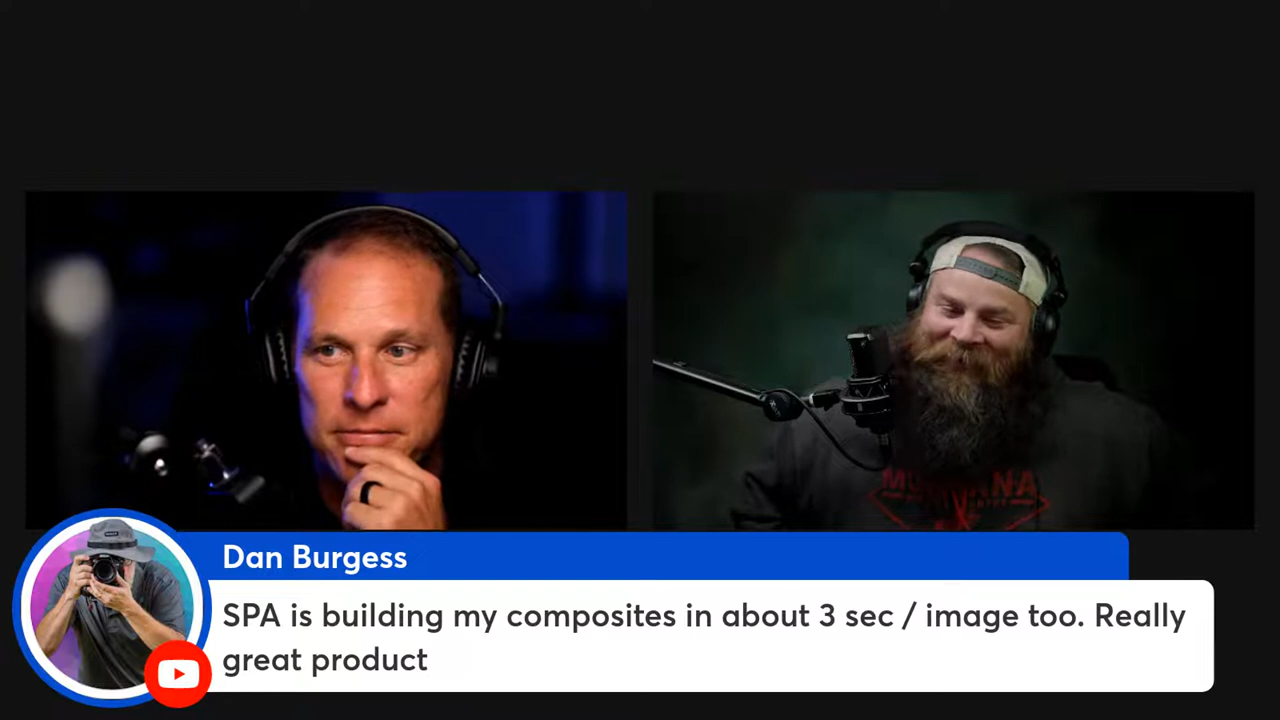 Dan Burgess
SPA is building my composites in about 3 sec / image too. Really
great product